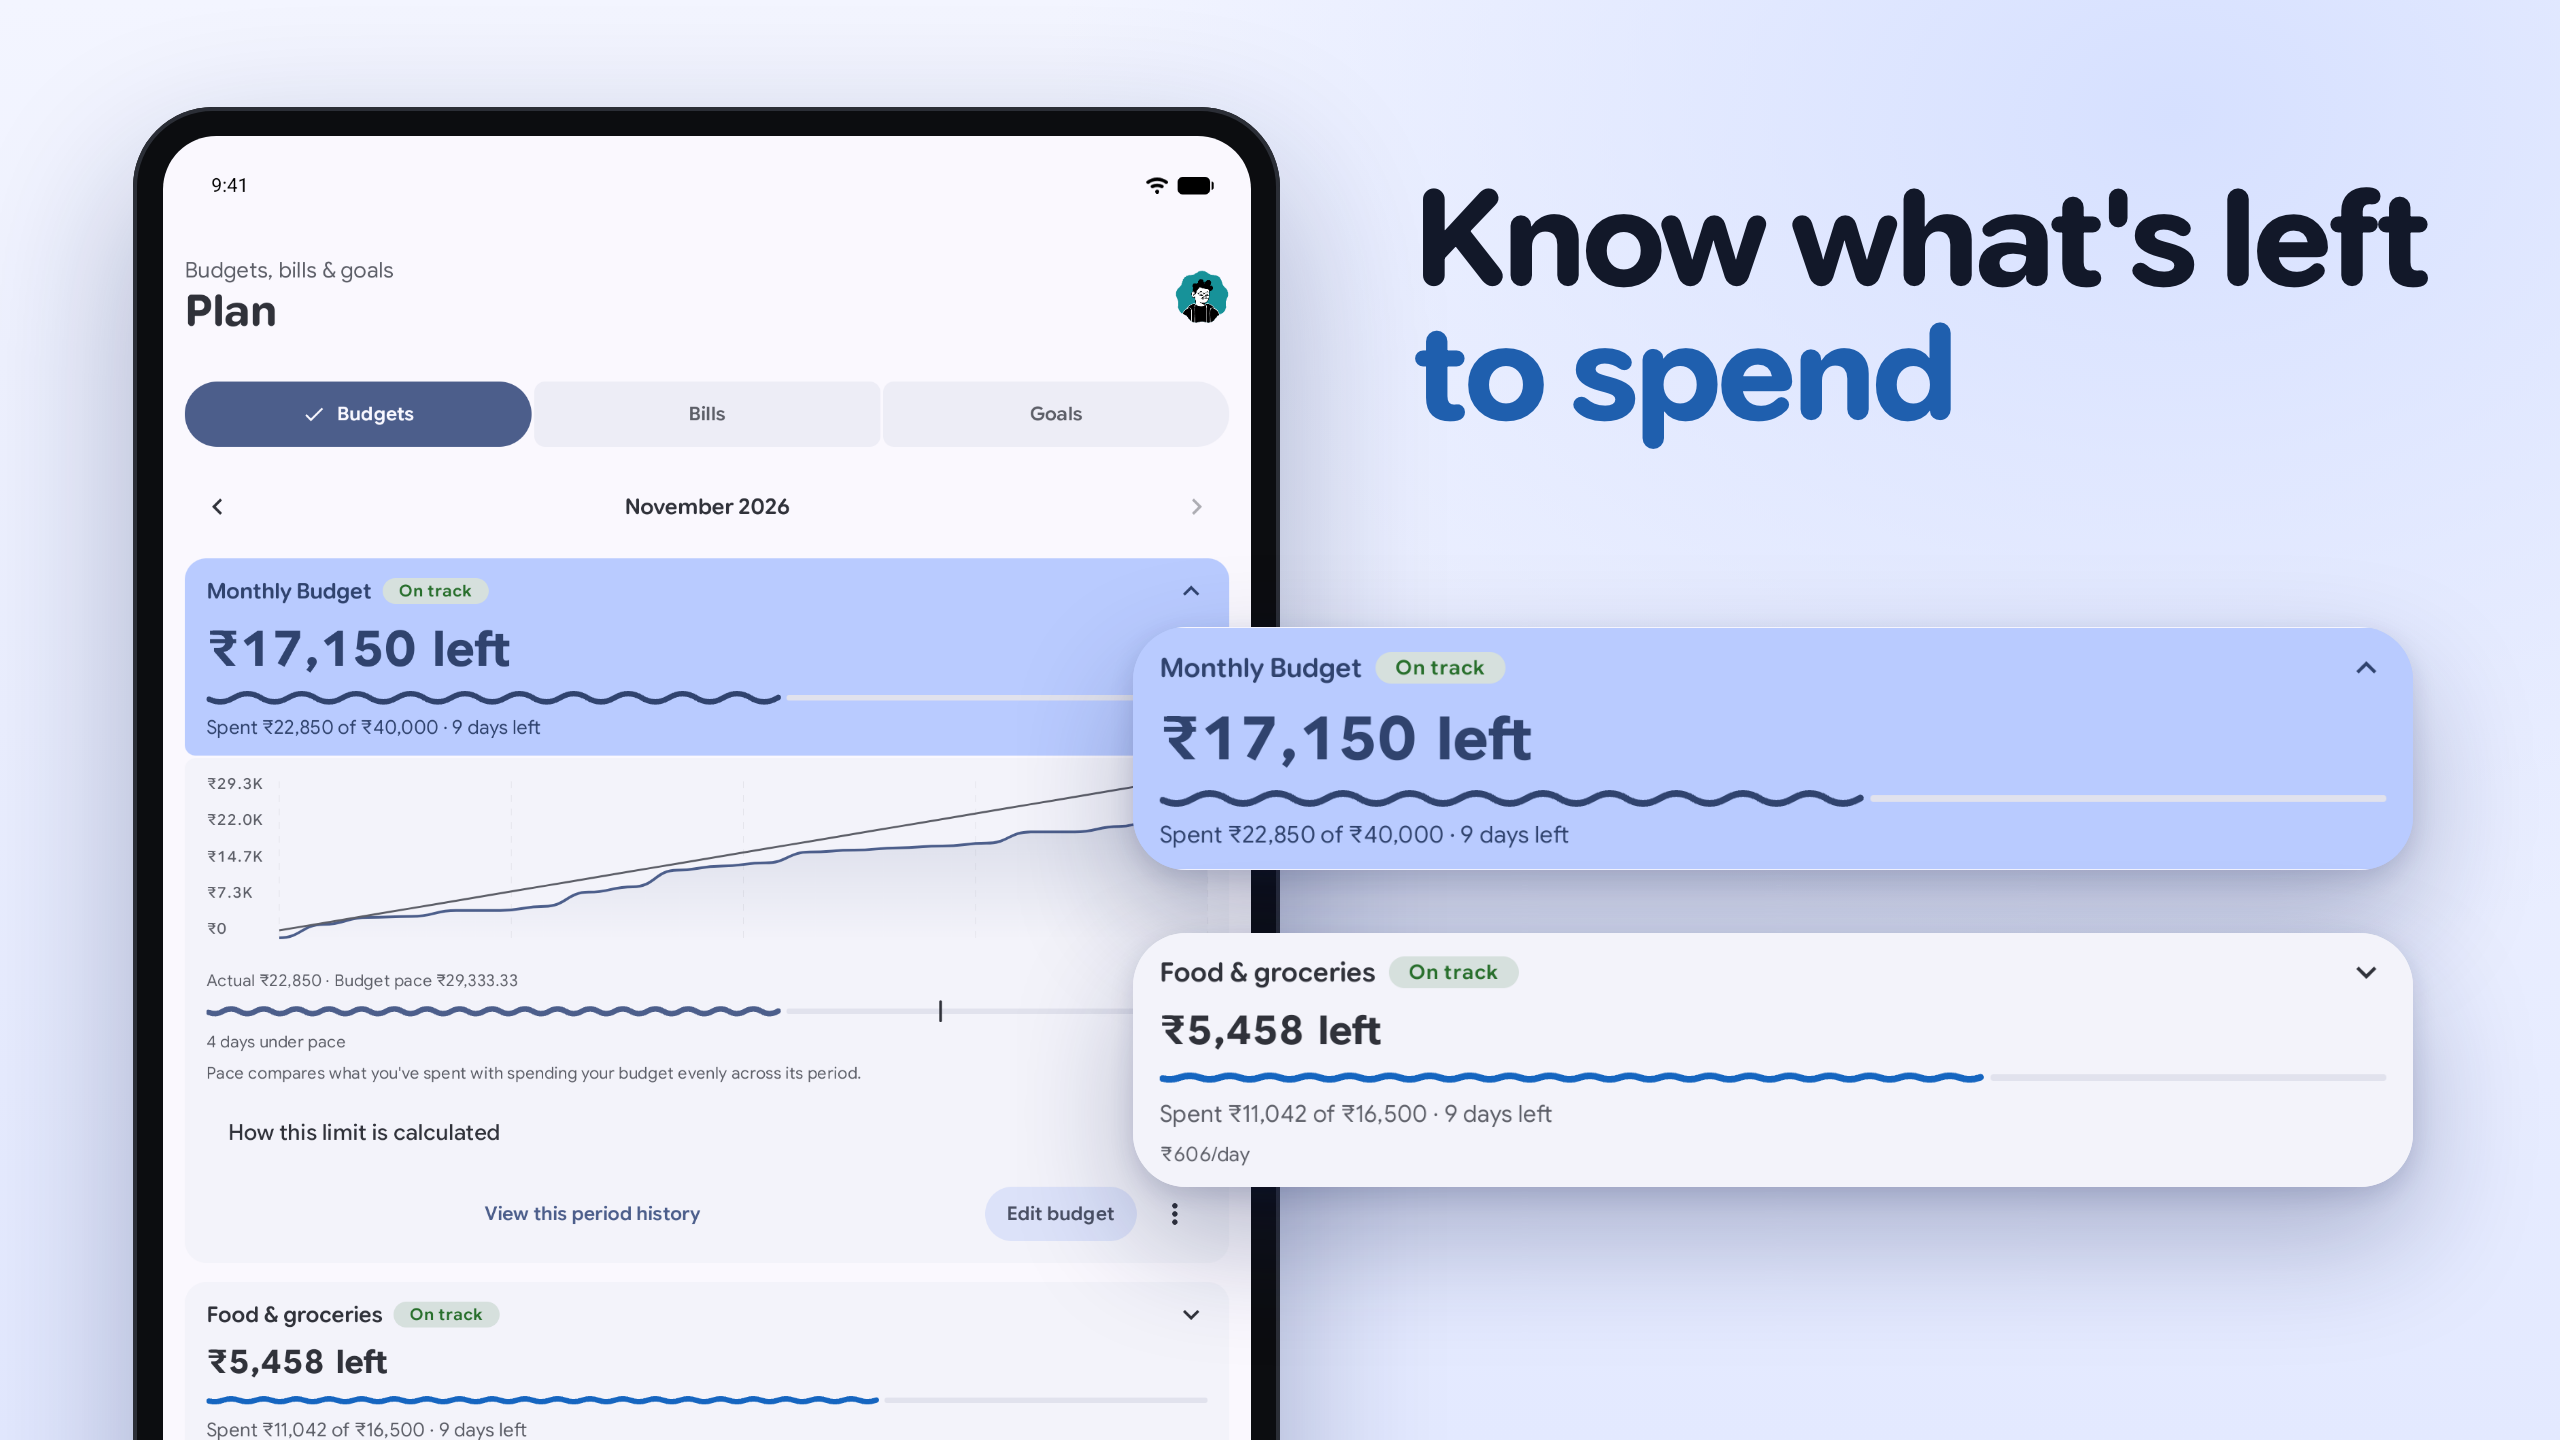 9:41
Budgets, bills & goals
Plan
Budgets
Bills
Goals
November 2026
Monthly Budget
On track
₹17,150 left
Spent ₹22,850 of ₹40,000 · 9 days left
₹29.3K
₹22.0K
₹14.7K
₹7.3K
₹0
Actual ₹22,850 · Budget pace ₹29,333.33
4 days under pace
Pace compares what you've spent with spending your budget evenly across its period.
How this limit is calculated
View this period history
Edit budget
Food & groceries
On track
₹5,458 left
Spent ₹11,042 of ₹16,500 · 9 days left
Know what's left
to spend
Monthly Budget
On track
₹17,150 left
Spent ₹22,850 of ₹40,000 · 9 days left
Food & groceries
On track
₹5,458 left
Spent ₹11,042 of ₹16,500 · 9 days left
₹606/day